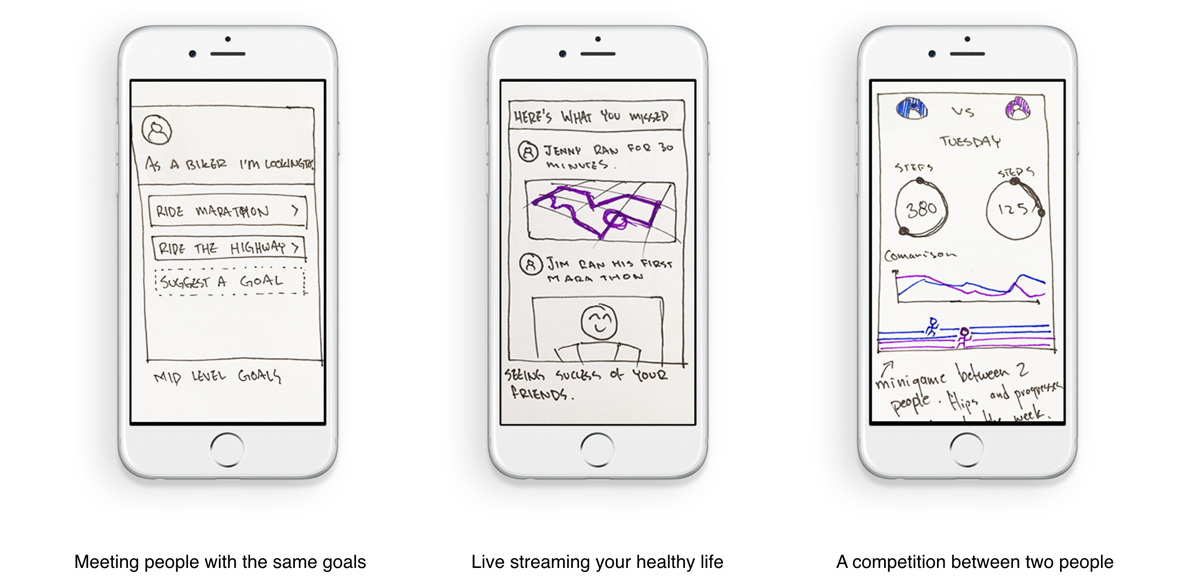 AS A BIKER I'M LOOKING TO
RIDE MARATHON >
RIDE THE HIGHWAY >
SUGGEST A GOAL
MID LEVEL GOALS
HERE'S WHAT YOU MISSED
JENNY RAN FOR 30
MINUTES.
JIM RAN HIS FIRST
MARATHON
SEEING SUCLESS OF YOUR
FRIENDS.
VS
TUESDAY
STEPS
STEPS
380
125
Comarison
minigame between 2
people. Flips and progresses
the week.
Meeting people with the same goals
Live streaming your healthy life
A competition between two people